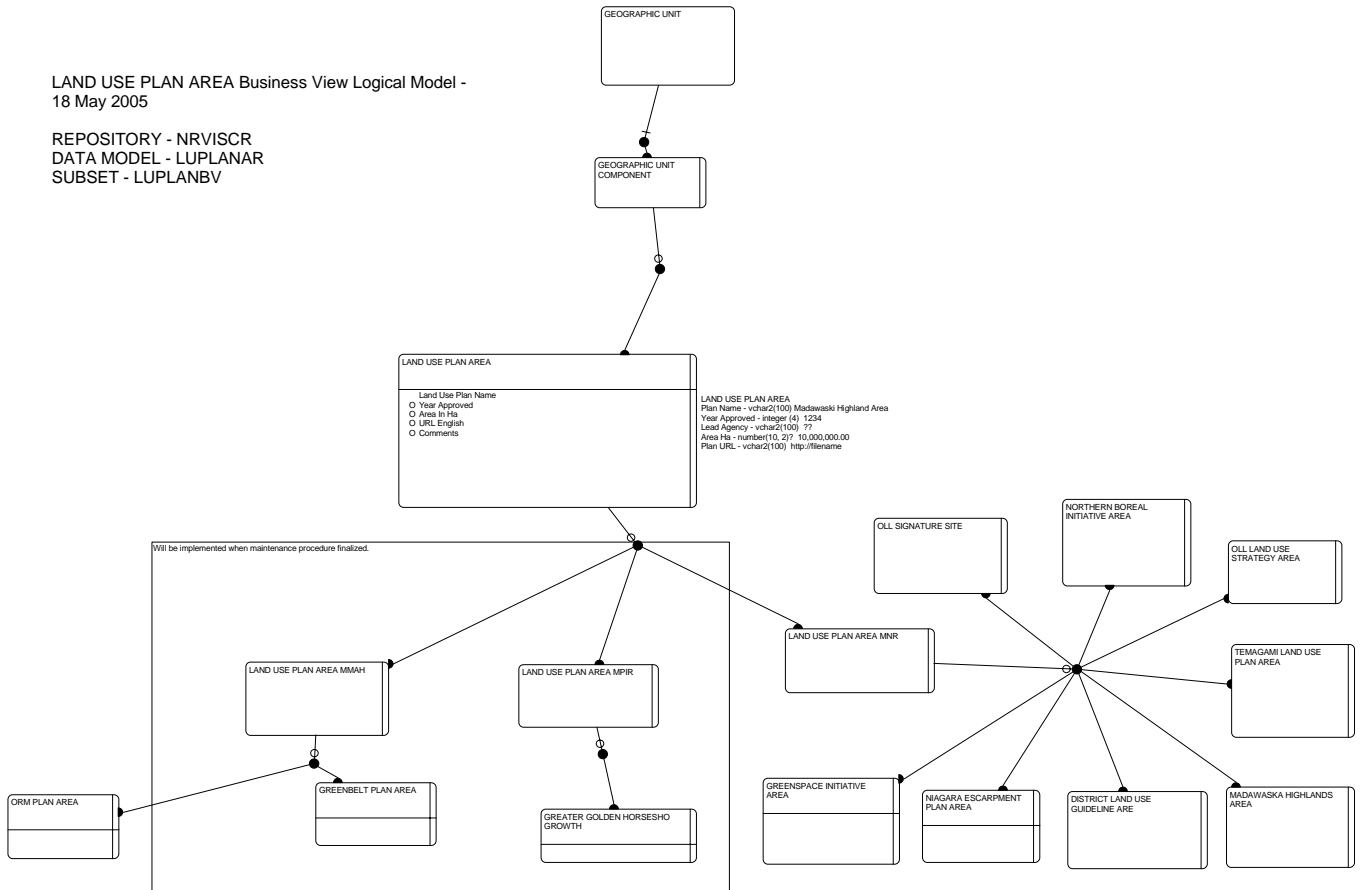 GEOGRAPHIC UNIT
LAND USE PLAN AREA Business View Logical Model -
18 May 2005
REPOSITORY - NRVISCR
DATA MODEL - LUPLANAR
SUBSET - LUPLANBV
GEOGRAPHIC UNIT
COMPONENT
LAND USE PLAN AREA
Land Use Plan Name
O Year Approved
O Area In Ha
O URL English
O Comments
LAND USE PLAN AREA
Plan Name - vchar2(100) Madawaski Highland Area
Year Approved - integer (4) 1234
Lead Agency - vchar2(100) ??
Area Ha - number(10, 2)? 10,000,000.00
Plan URL - vchar2(100) http://filename
Will be implemented when maintenance procedure finalized.
OLL SIGNATURE SITE
NORTHERN BOREAL
INITIATIVE AREA
OLL LAND USE
STRATEGY AREA
LAND USE PLAN AREA MNR
TEMAGAMI LAND USE
PLAN AREA
LAND USE PLAN AREA MMAH
LAND USE PLAN AREA MPIR
ORM PLAN AREA
GREENBELT PLAN AREA
GREATER GOLDEN HORSESHO
GROWTH
GREENSPACE INITIATIVE
AREA
NIAGARA ESCARPMENT
PLAN AREA
DISTRICT LAND USE
GUIDELINE ARE
MADAWASKA HIGHLANDS
AREA